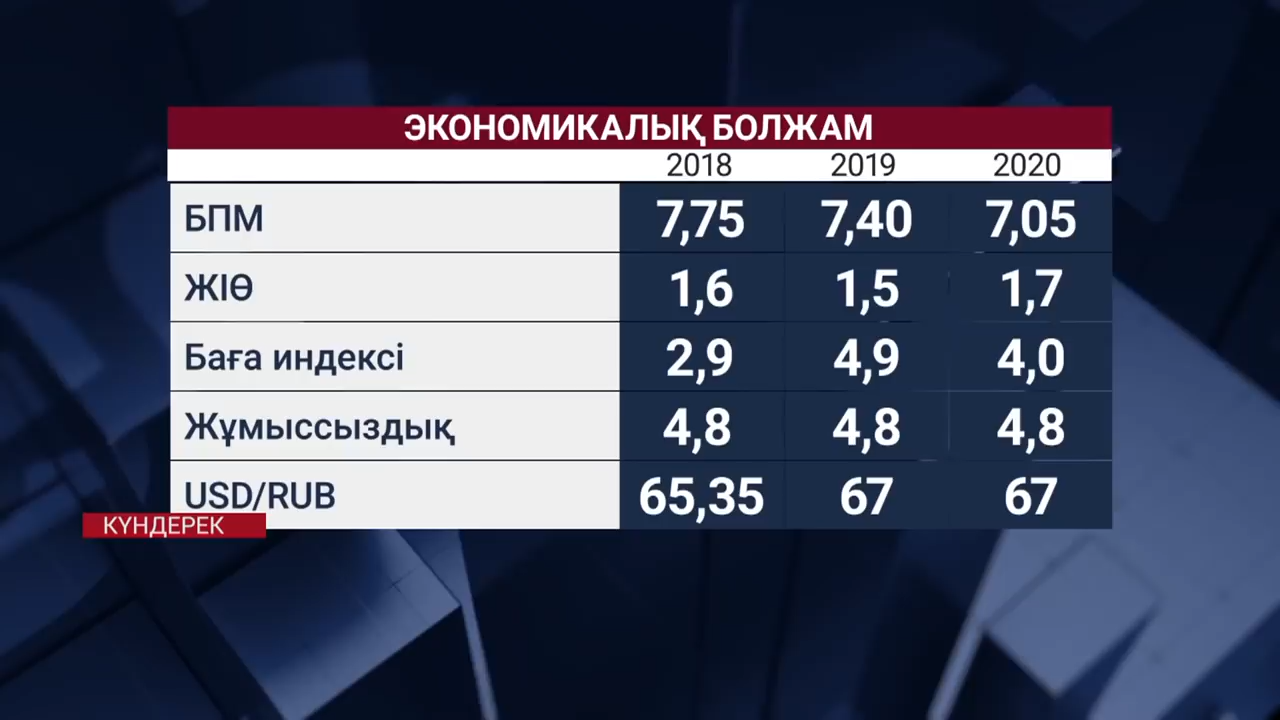 ЭКОНОМИКАЛЫҚ БОЛЖАМ
2018 2019 2020
БПМ 7,75 7,40 7,05
ЖІӨ 1,6 1,5 1,7
Баға индексі 2,9 4,9 4,0
Жұмыссыздық 4,8 4,8 4,8
USD/RUB 65,35 67 67
КҮНДЕРЕК